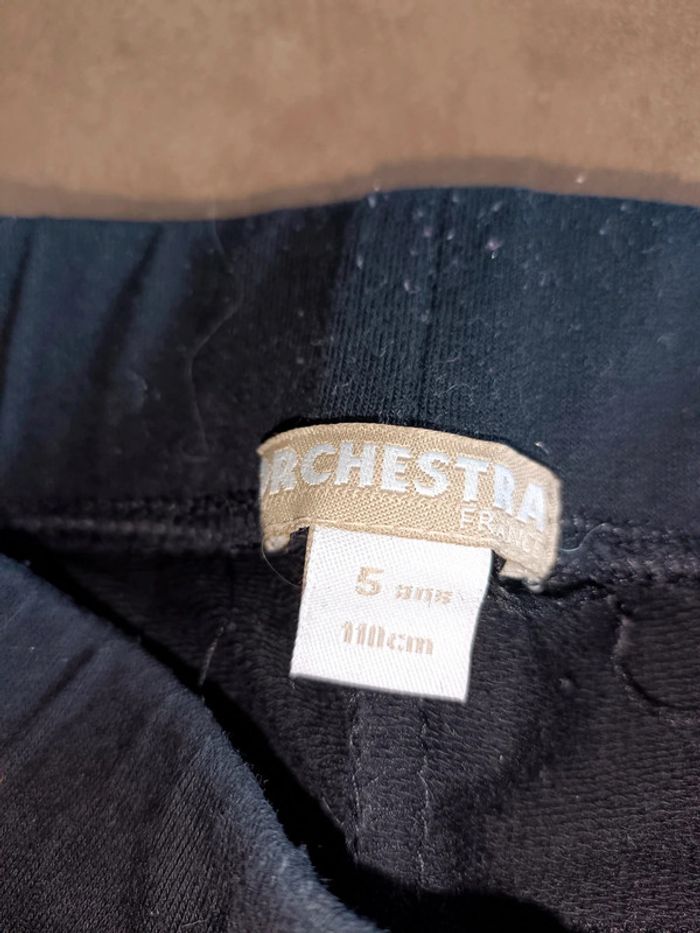 ORCHESTRA
FRANCE
5 ans
110cm